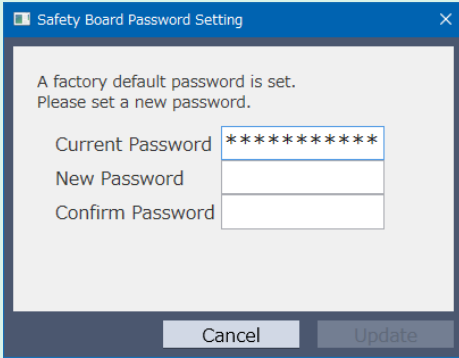 Safety Board Password Setting
A factory default password is set.
Please set a new password.
Current Password ***********
New Password
Confirm Password
Cancel Update